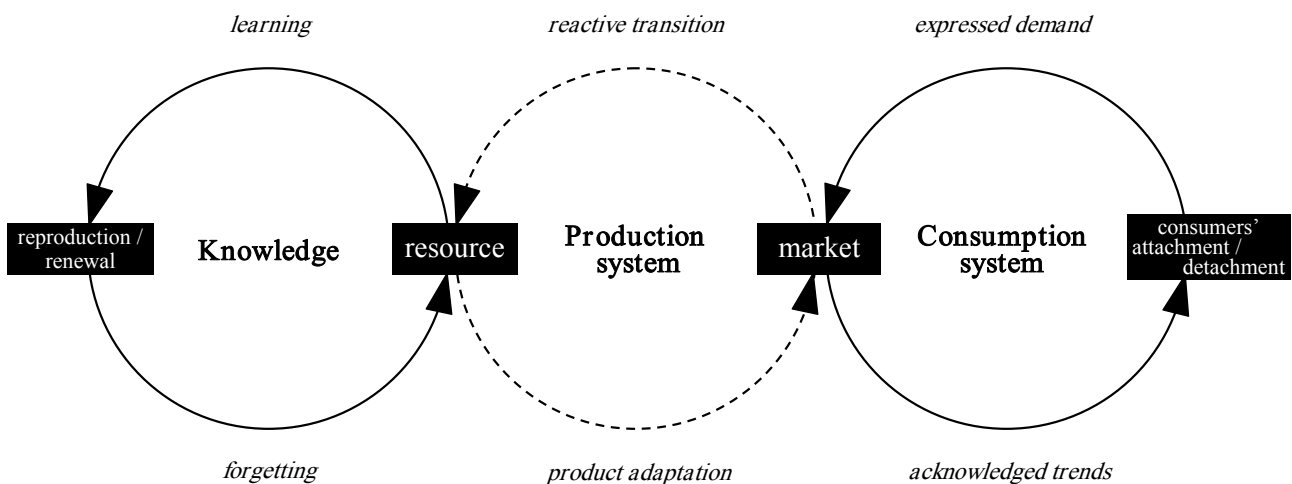 learning
reactive transition
expressed demand
reproduction /
renewal
Knowledge
resource
Production
system
market
Consumption
system
consumers’
attachment /
detachment
forgetting
product adaptation
acknowledged trends